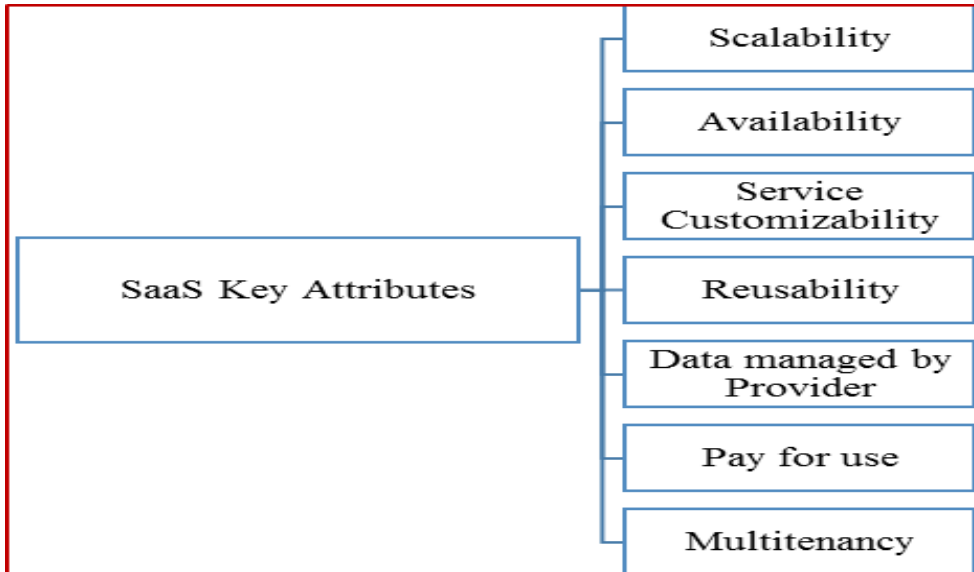 SaaS Key Attributes
Scalability
Availability
Service
Customizability
Reusability
Data managed by
Provider
Pay for use
Multitenancy